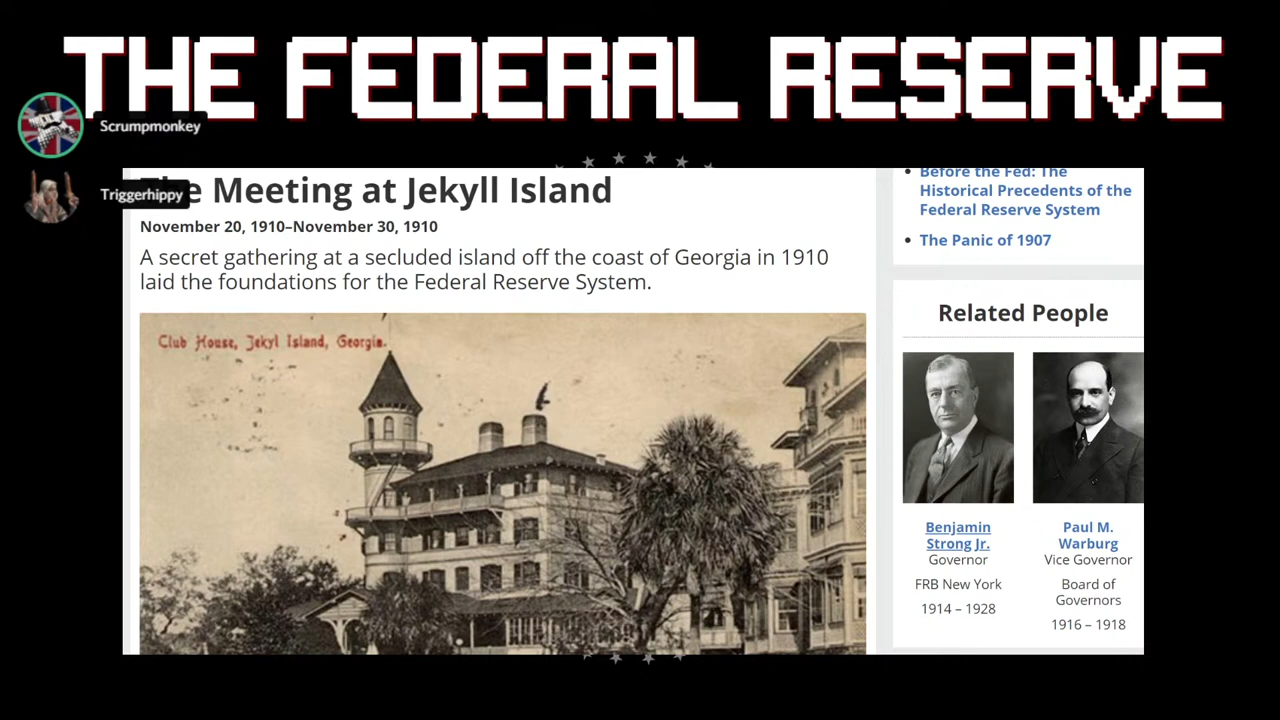 THE FEDERAL RESERVE
Scrumpmonkey
Triggerhippy
The Meeting at Jekyll Island
November 20, 1910–November 30, 1910
A secret gathering at a secluded island off the coast of Georgia in 1910
laid the foundations for the Federal Reserve System.
Club House, Jekyl Island, Georgia.
Before the Fed: The
Historical Precedents of the
Federal Reserve System
The Panic of 1907
Related People
Benjamin
Strong Jr.
Governor
FRB New York
1914 – 1928
Paul M.
Warburg
Vice Governor
Board of
Governors
1916 – 1918